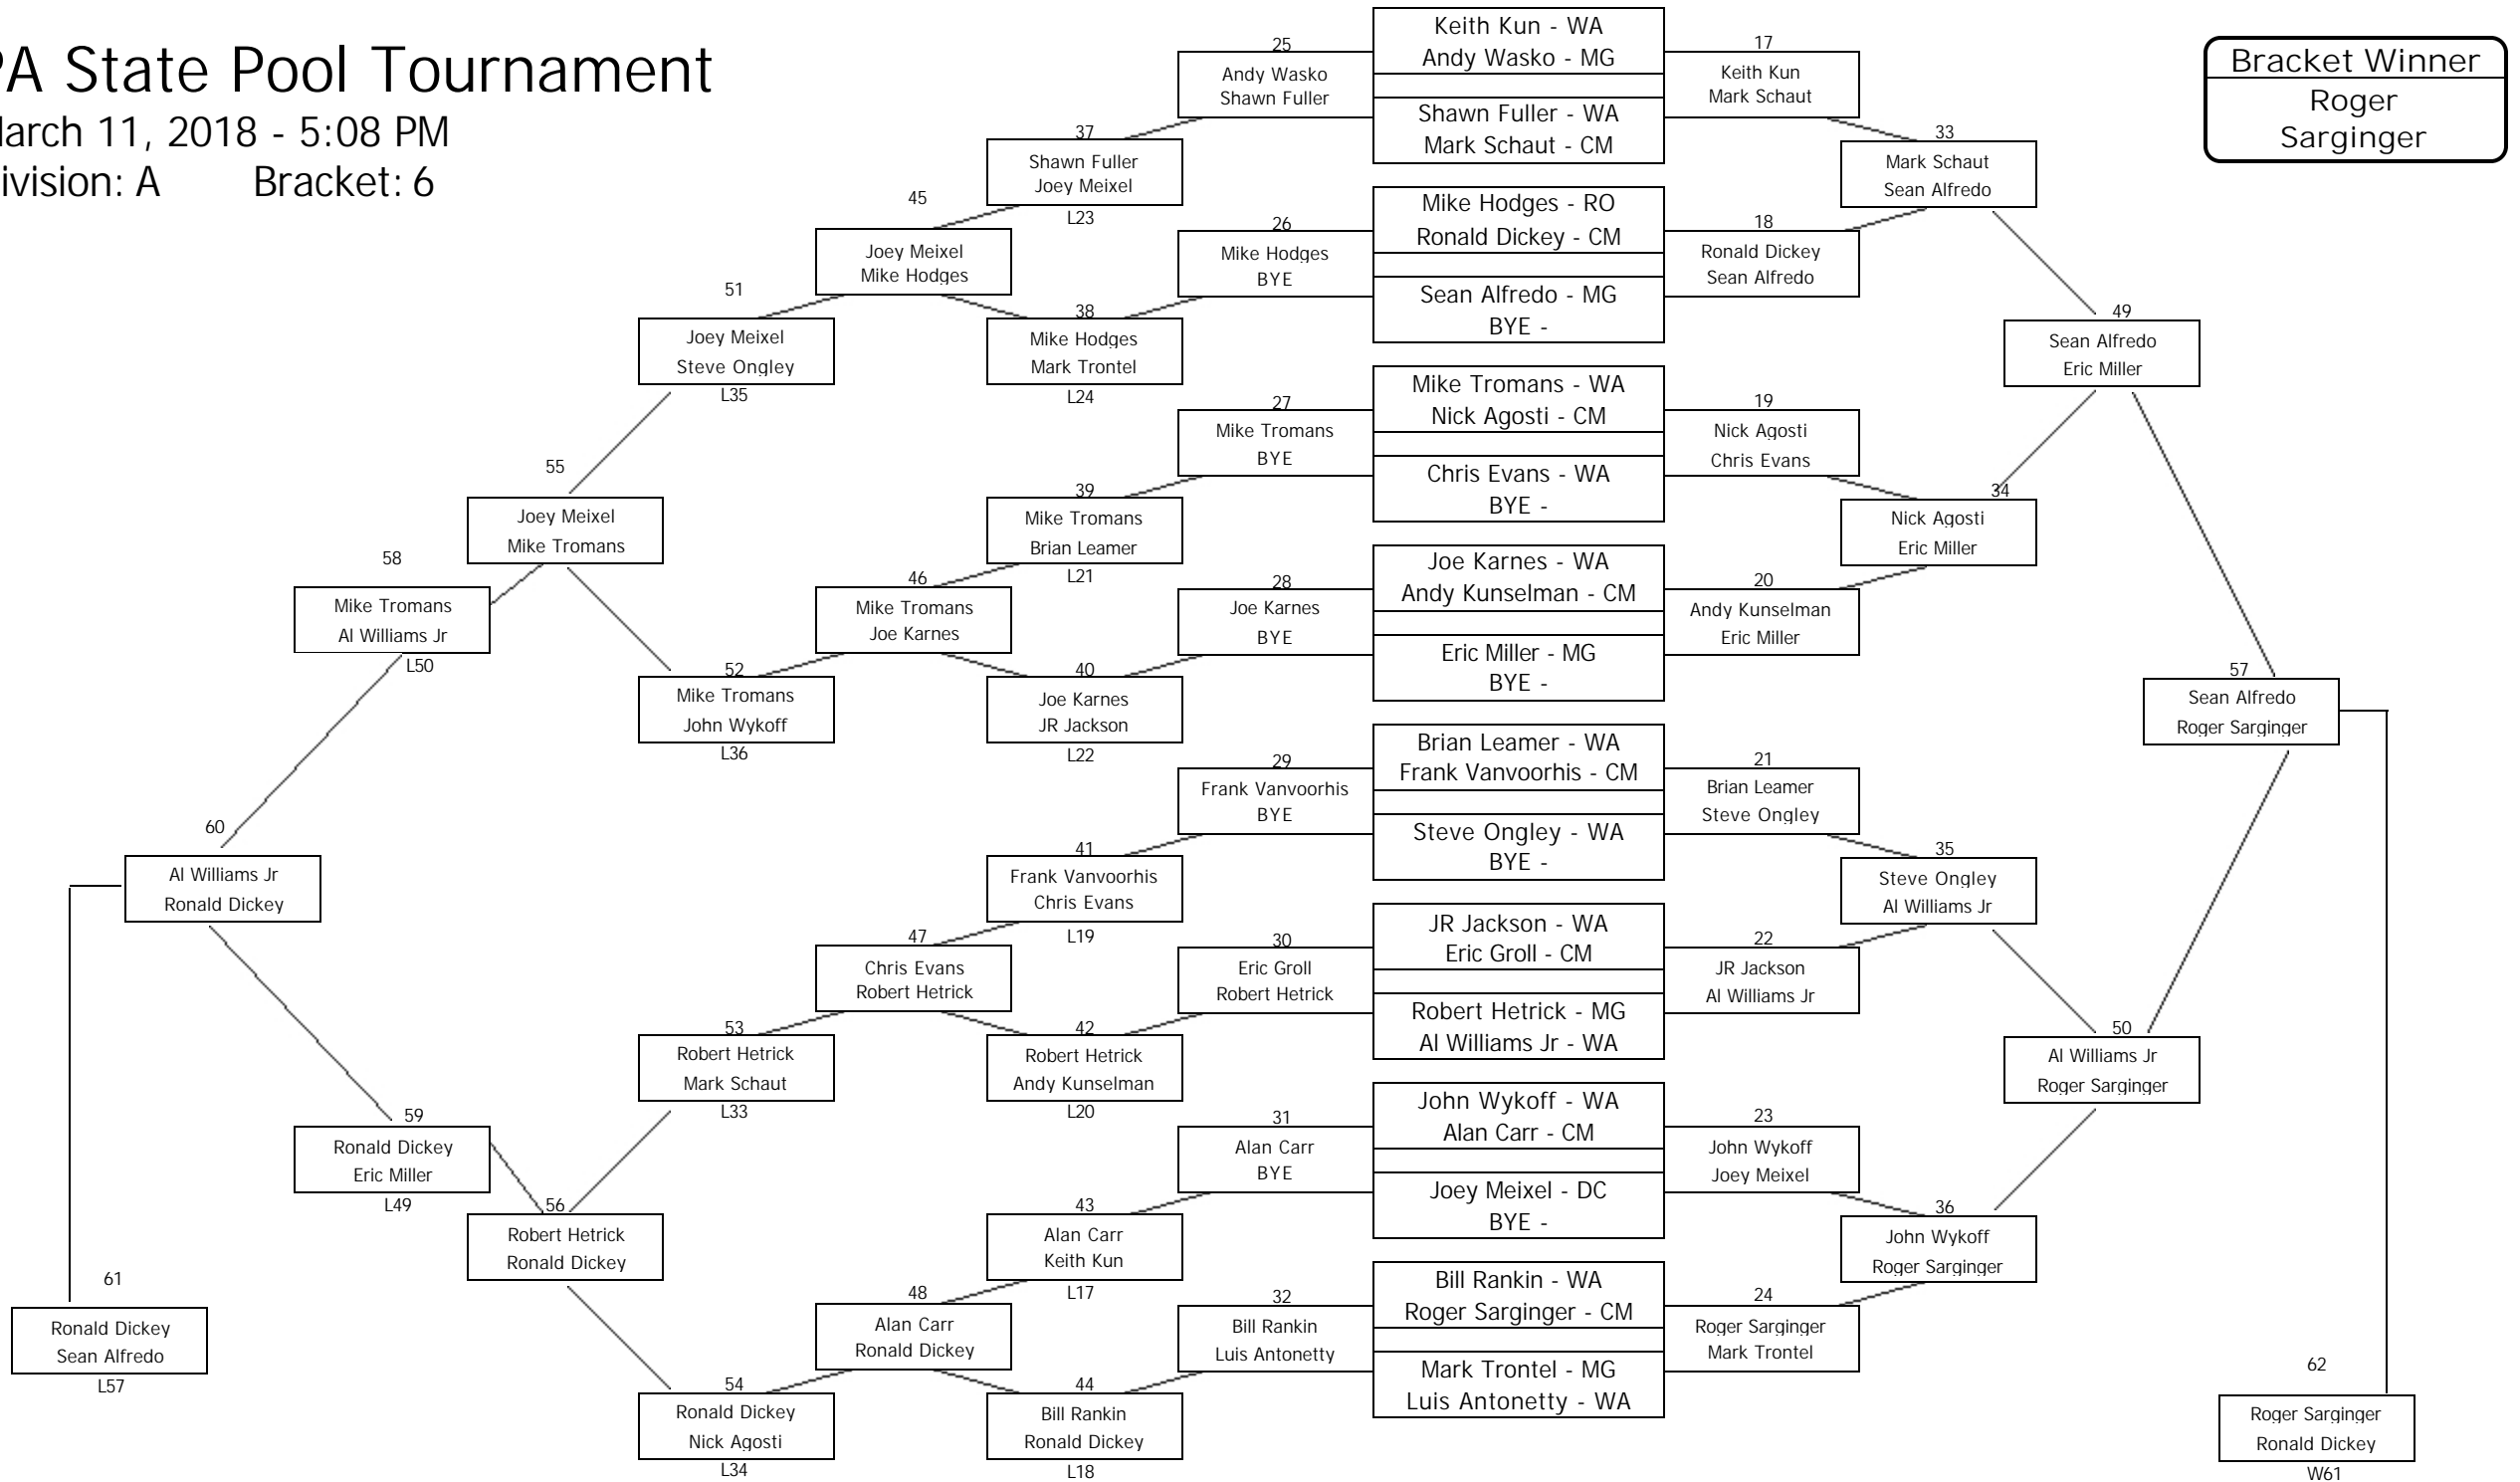 PA State Pool Tournament
March 11, 2018 - 5:08 PM
Division: A Bracket: 6
Bracket Winner
Roger
Sarginger
61
Ronald Dickey
Sean Alfredo
L57
60
Al Williams Jr
Ronald Dickey
58
Mike Tromans
Al Williams Jr
L50
59
Ronald Dickey
Eric Miller
L49
55
Joey Meixel
Mike Tromans
56
Robert Hetrick
Ronald Dickey
51
Joey Meixel
Steve Ongley
L35
52
Mike Tromans
John Wykoff
L36
53
Robert Hetrick
Mark Schaut
L33
54
Ronald Dickey
Nick Agosti
L34
45
Joey Meixel
Mike Hodges
46
Mike Tromans
Joe Karnes
47
Chris Evans
Robert Hetrick
48
Alan Carr
Ronald Dickey
37
Shawn Fuller
Joey Meixel
L23
38
Mike Hodges
Mark Trontel
L24
39
Mike Tromans
Brian Leamer
L21
40
Joe Karnes
JR Jackson
L22
41
Frank Vanvoorhis
Chris Evans
L19
42
Robert Hetrick
Andy Kunselman
L20
43
Alan Carr
Keith Kun
L17
44
Bill Rankin
Ronald Dickey
L18
25
Andy Wasko
Shawn Fuller
26
Mike Hodges
BYE
27
Mike Tromans
BYE
28
Joe Karnes
BYE
29
Frank Vanvoorhis
BYE
30
Eric Groll
Robert Hetrick
31
Alan Carr
BYE
32
Bill Rankin
Luis Antonetty
Keith Kun - WA
Andy Wasko - MG
Shawn Fuller - WA
Mark Schaut - CM
Mike Hodges - RO
Ronald Dickey - CM
Sean Alfredo - MG
BYE -
Mike Tromans - WA
Nick Agosti - CM
Chris Evans - WA
BYE -
Joe Karnes - WA
Andy Kunselman - CM
Eric Miller - MG
BYE -
Brian Leamer - WA
Frank Vanvoorhis - CM
Steve Ongley - WA
BYE -
JR Jackson - WA
Eric Groll - CM
Robert Hetrick - MG
Al Williams Jr - WA
John Wykoff - WA
Alan Carr - CM
Joey Meixel - DC
BYE -
Bill Rankin - WA
Roger Sarginger - CM
Mark Trontel - MG
Luis Antonetty - WA
17
Keith Kun
Mark Schaut
18
Ronald Dickey
Sean Alfredo
19
Nick Agosti
Chris Evans
20
Andy Kunselman
Eric Miller
21
Brian Leamer
Steve Ongley
22
JR Jackson
Al Williams Jr
23
John Wykoff
Joey Meixel
24
Roger Sarginger
Mark Trontel
33
Mark Schaut
Sean Alfredo
34
Nick Agosti
Eric Miller
35
Steve Ongley
Al Williams Jr
36
John Wykoff
Roger Sarginger
49
Sean Alfredo
Eric Miller
50
Al Williams Jr
Roger Sarginger
57
Sean Alfredo
Roger Sarginger
62
Roger Sarginger
Ronald Dickey
W61